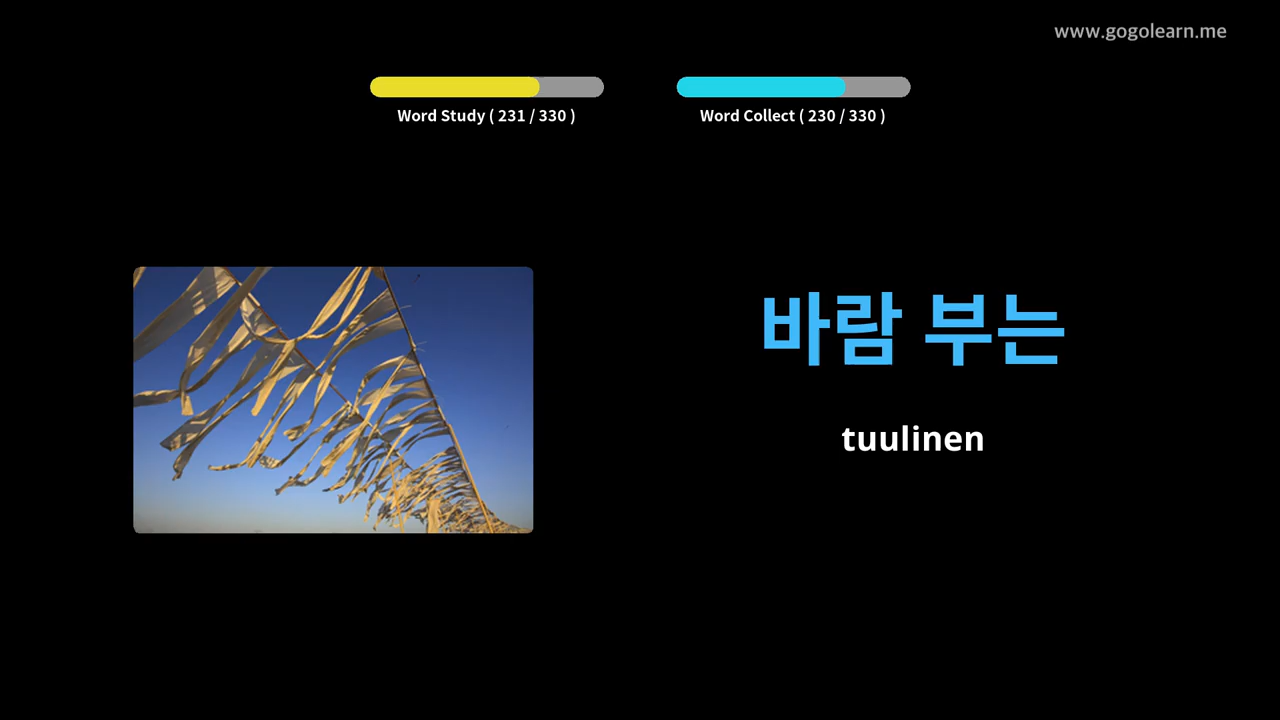 www.gogolearn.me
Word Study ( 231 / 330 )
Word Collect ( 230 / 330 )
바람 부는
tuulinen